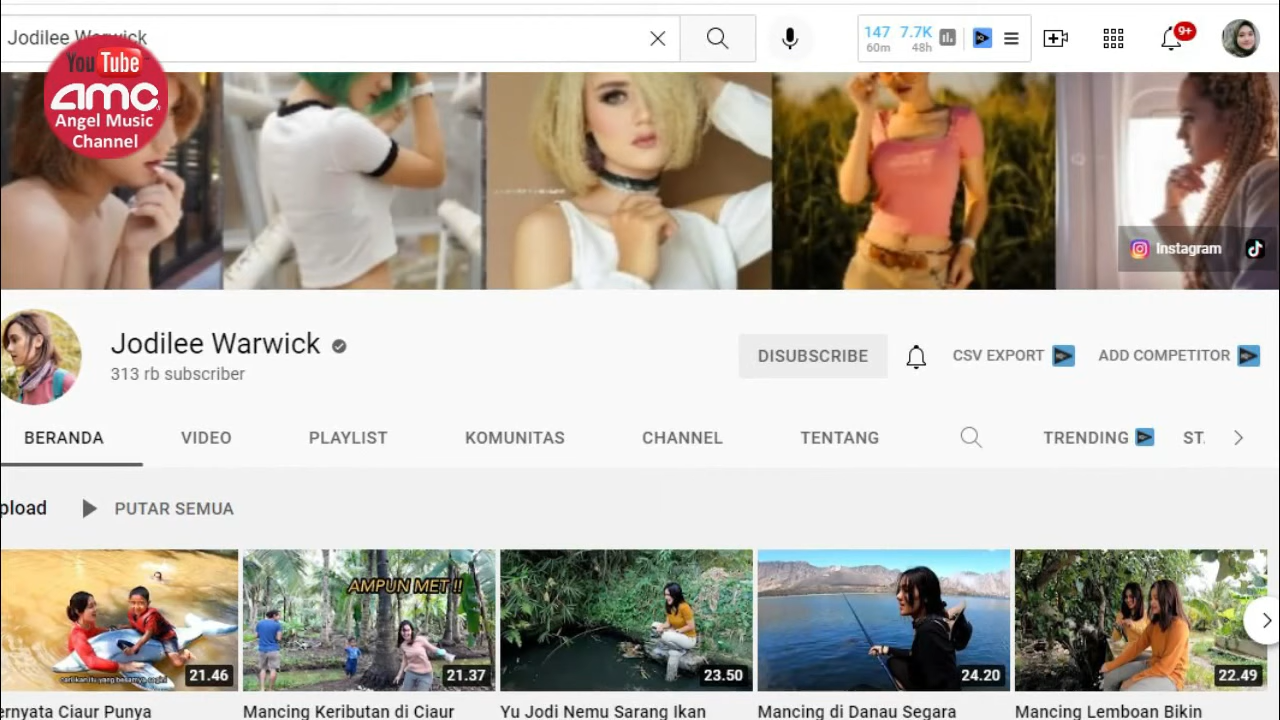 Jodilee Warwick
147 7.7K
60m 48h
9+
You Tube
amc
Angel Music
Channel
Instagram
Jodilee Warwick
313 rb subscriber
DISUBSCRIBE
CSV EXPORT
ADD COMPETITOR
BERANDA VIDEO PLAYLIST KOMUNITAS CHANNEL TENTANG TRENDING ST
pload PUTAR SEMUA
AMPUN MET !!
21.46 21.37 23.50 24.20 22.49
ernyata Ciaur Punya
Mancing Keributan di Ciaur
Yu Jodi Nemu Sarang Ikan
Mancing di Danau Segara
Mancing Lemboan Bikin